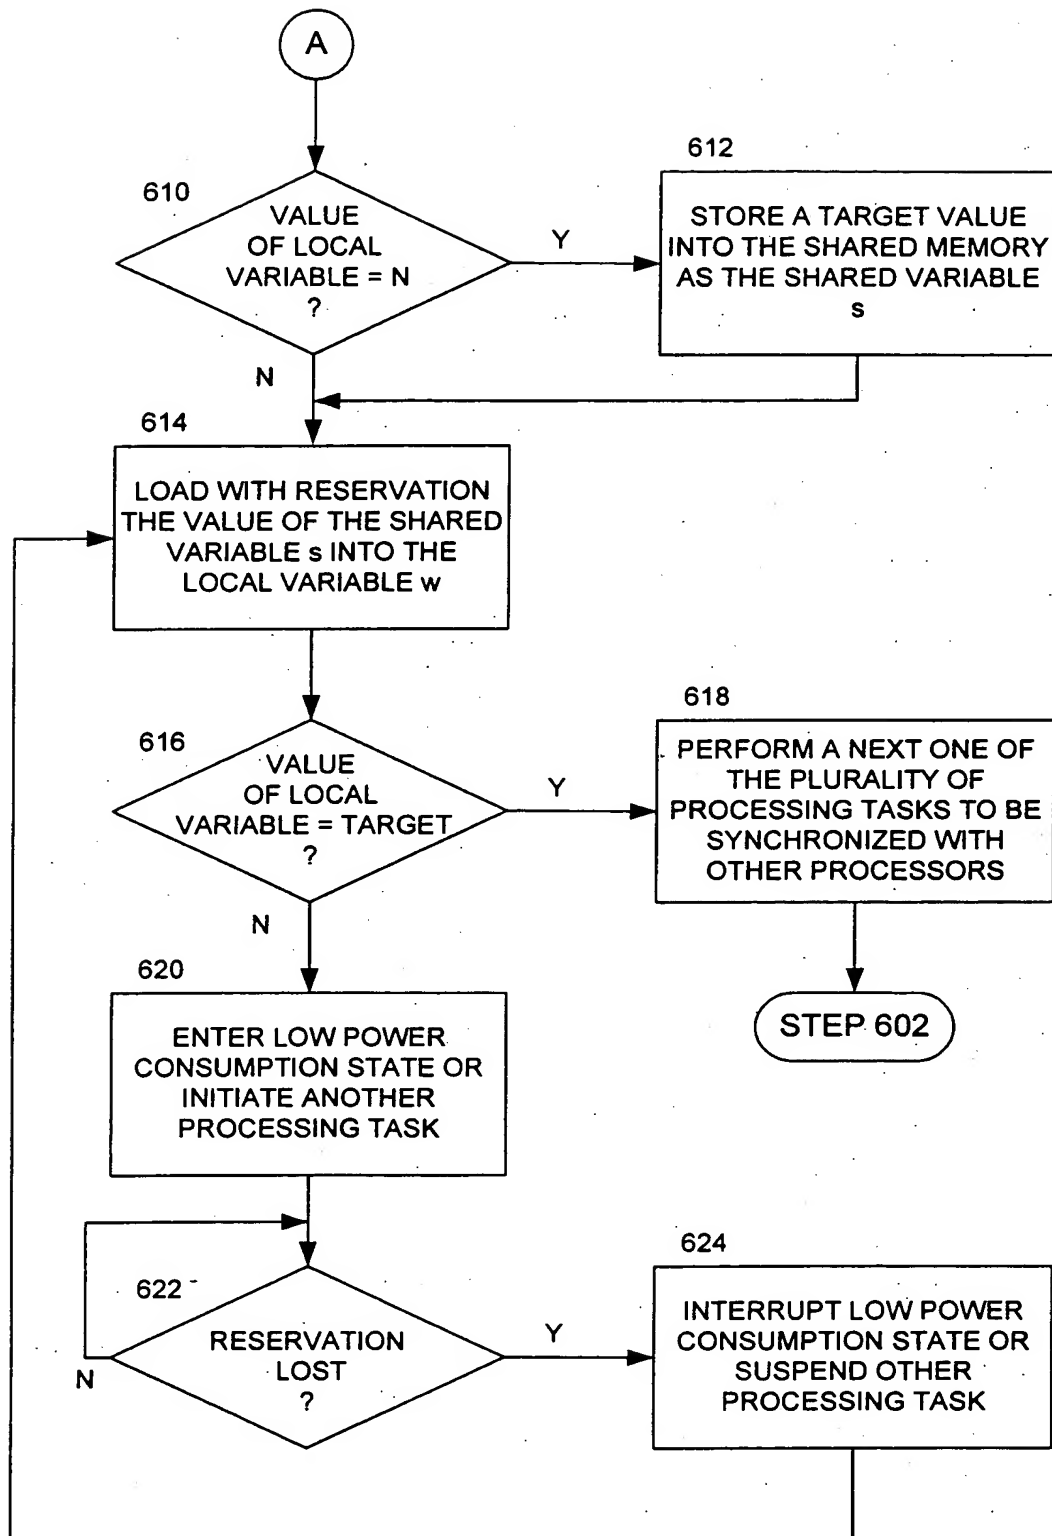 A
610
VALUE
OF LOCAL
VARIABLE = N
?
Y
N
612
STORE A TARGET VALUE
INTO THE SHARED MEMORY
AS THE SHARED VARIABLE
s
614
LOAD WITH RESERVATION
THE VALUE OF THE SHARED
VARIABLE s INTO THE
LOCAL VARIABLE w
616
VALUE
OF LOCAL
VARIABLE = TARGET
?
Y
N
618
PERFORM A NEXT ONE OF
THE PLURALITY OF
PROCESSING TASKS TO BE
SYNCHRONIZED WITH
OTHER PROCESSORS
STEP 602
620
ENTER LOW POWER
CONSUMPTION STATE OR
INITIATE ANOTHER
PROCESSING TASK
622
RESERVATION
LOST
?
N
Y
624
INTERRUPT LOW POWER
CONSUMPTION STATE OR
SUSPEND OTHER
PROCESSING TASK